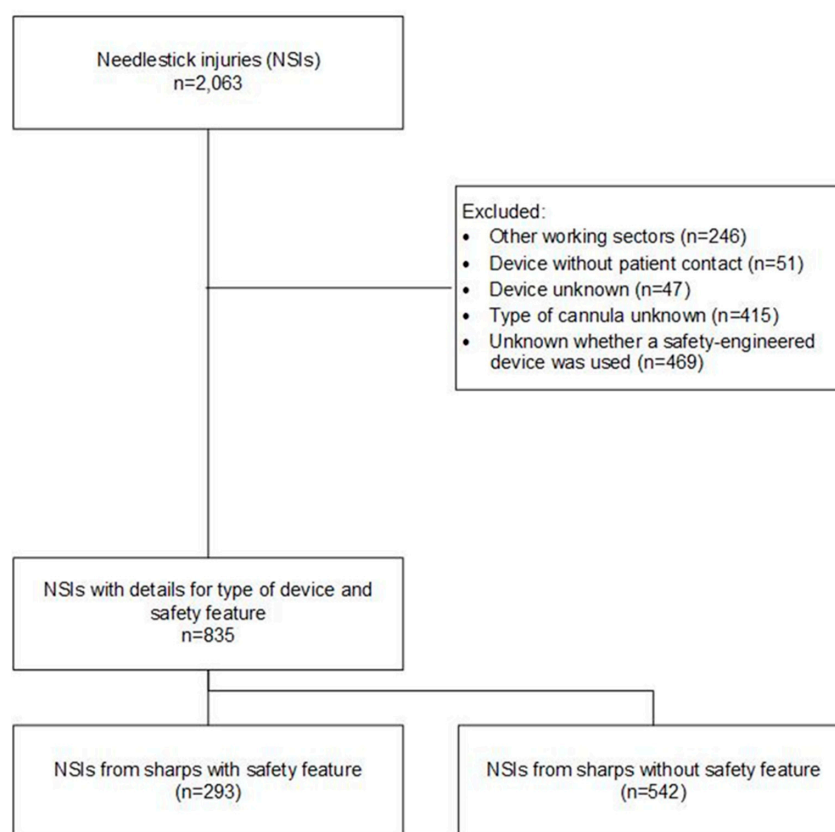 Needlestick injuries (NSIs)
n=2,063
Excluded:
• Other working sectors (n=246)
• Device without patient contact (n=51)
• Device unknown (n=47)
• Type of cannula unknown (n=415)
• Unknown whether a safety-engineered
device was used (n=469)
NSIs with details for type of device and
safety feature
n=835
NSIs from sharps with safety feature
(n=293)
NSIs from sharps without safety feature
(n=542)